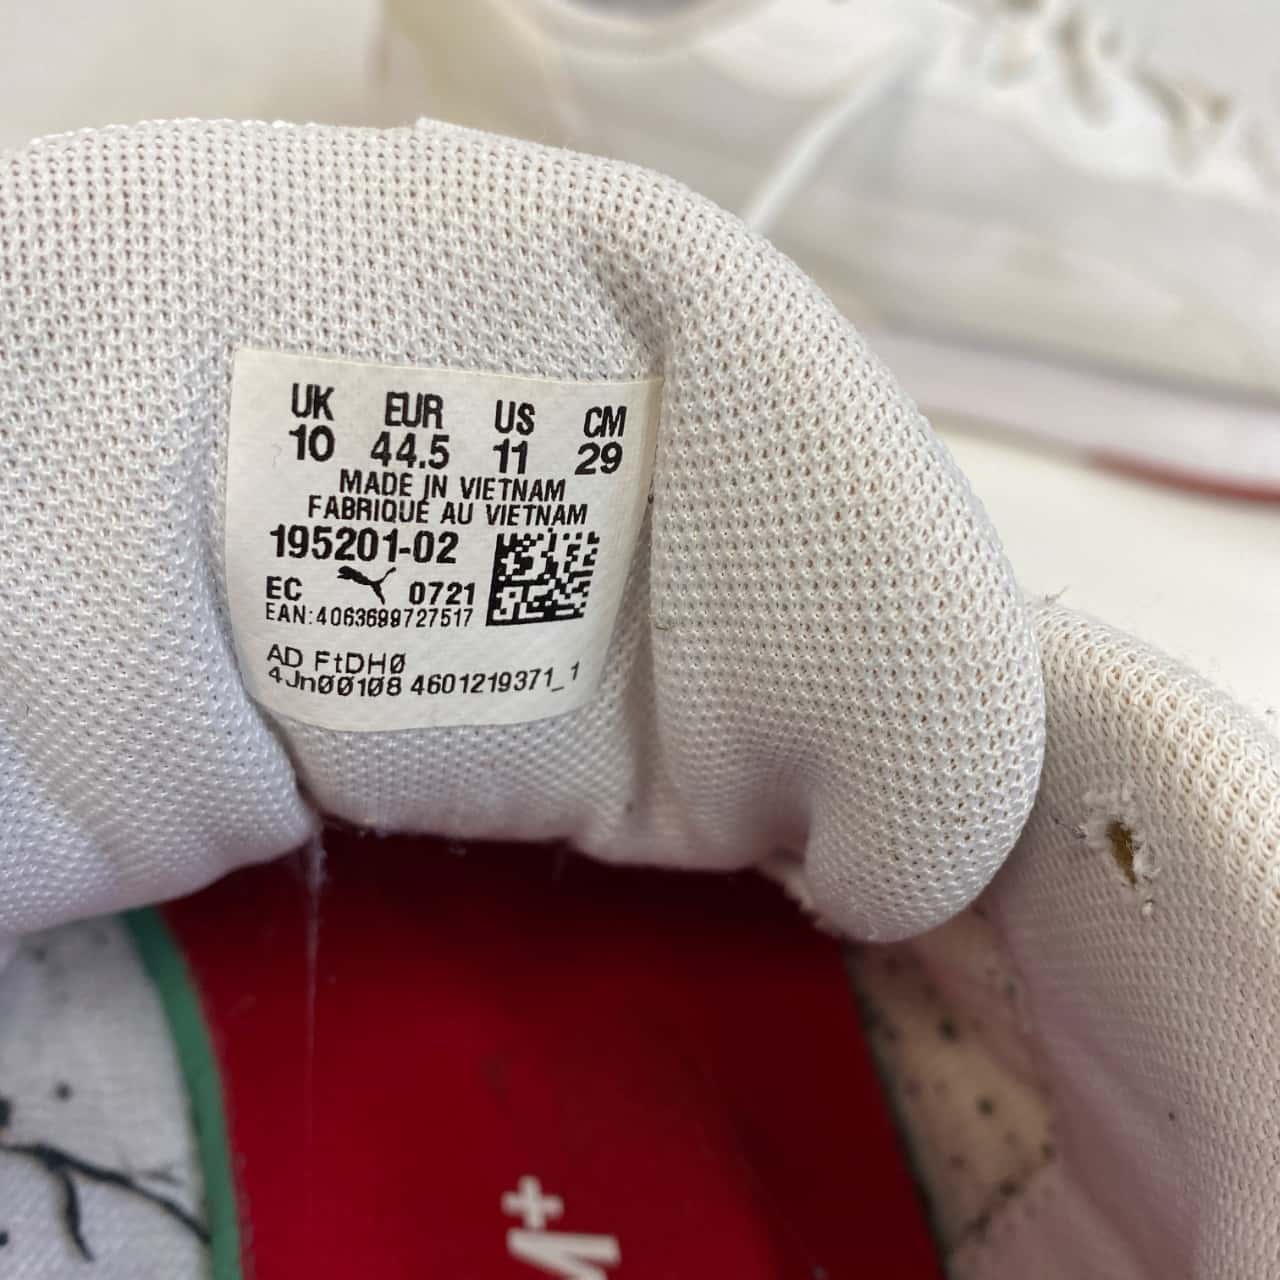 UK EUR US CM
10 44.5 11 29
MADE IN VIETNAM
FABRIQUÉ AU VIETNAM
195201-02
EC 0721
EAN:4063699727517
AD FtDHØ
4JnØØ1Ø8 4601219371_1